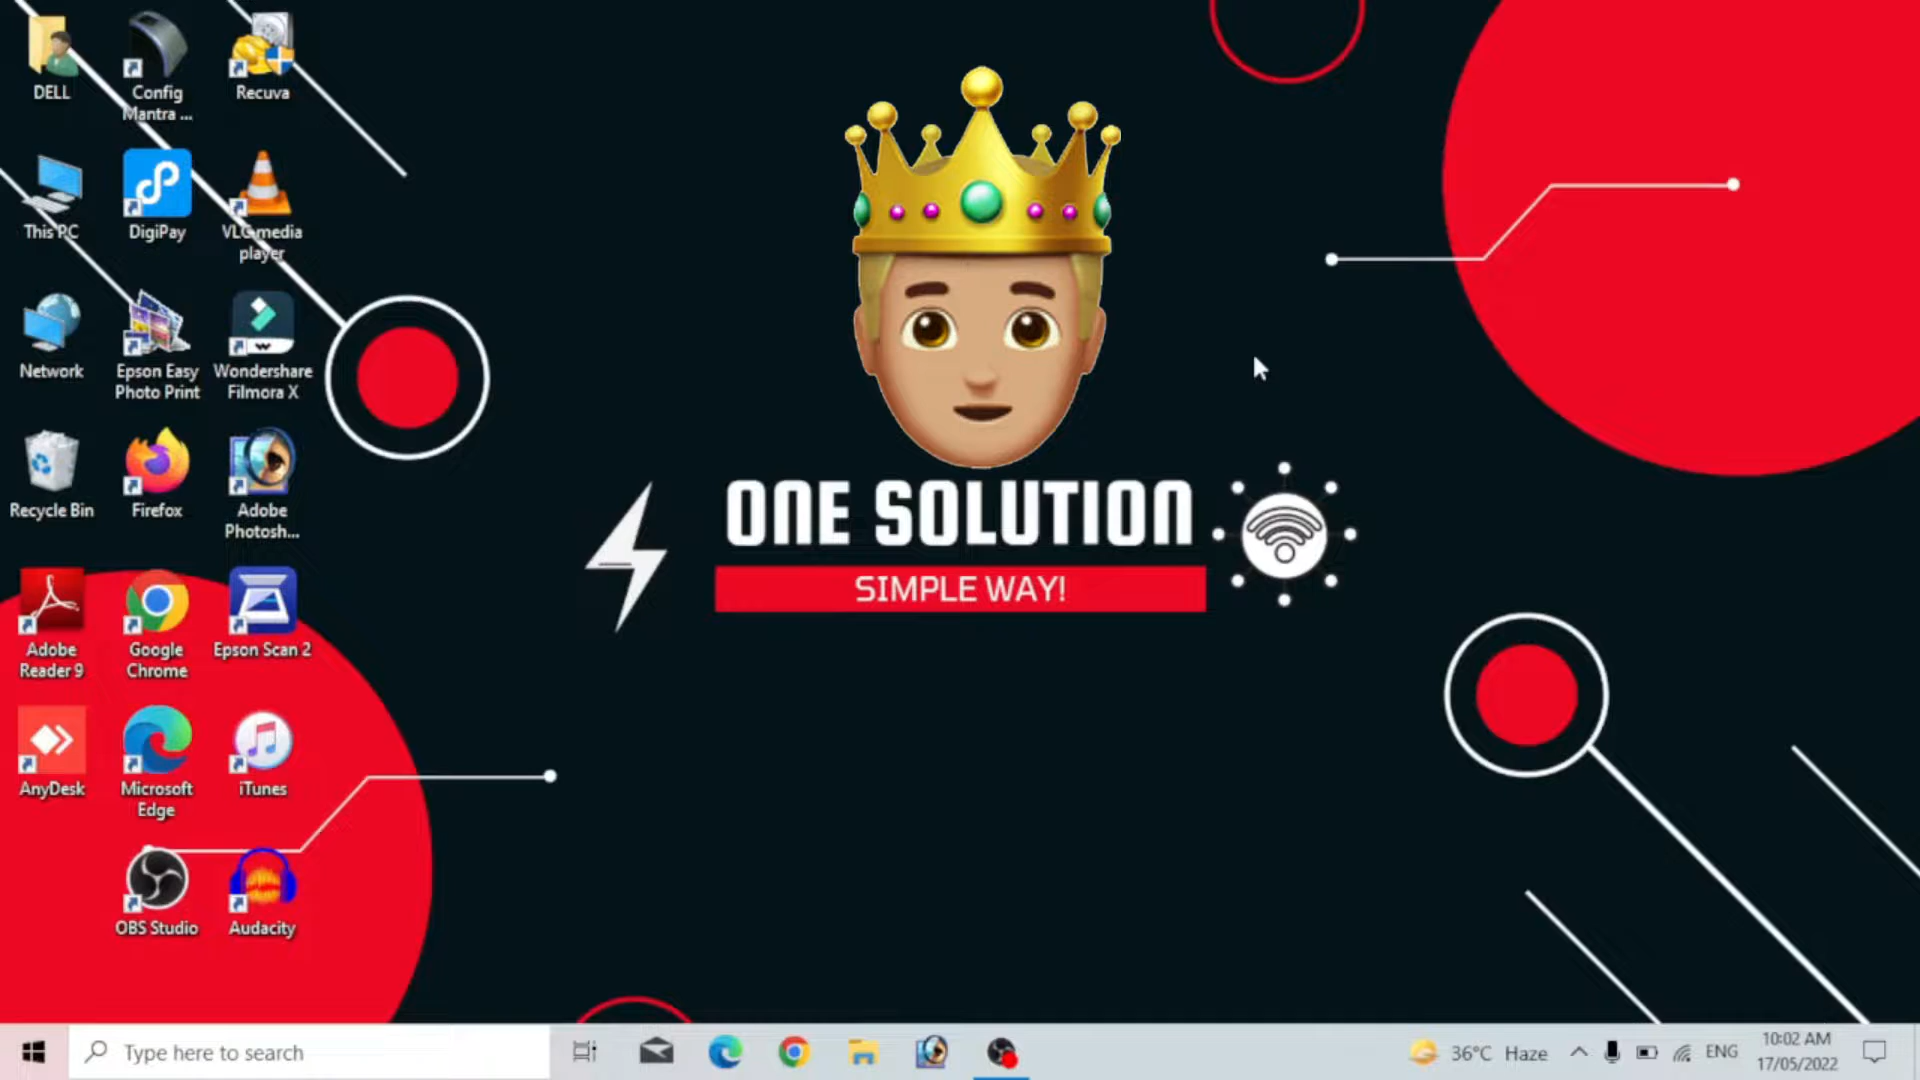 DELL
Config
Mantra ...
Recuva
This PC
DigiPay
VLC media
player
Network
Epson Easy
Photo Print
Wondershare
Filmora X
Recycle Bin
Firefox
Adobe
Photosh...
Adobe
Reader 9
Google
Chrome
Epson Scan 2
AnyDesk
Microsoft
Edge
iTunes
OBS Studio
Audacity
ONE SOLUTION
SIMPLE WAY!
Type here to search
36°C Haze
ENG
10:02 AM
17/05/2022